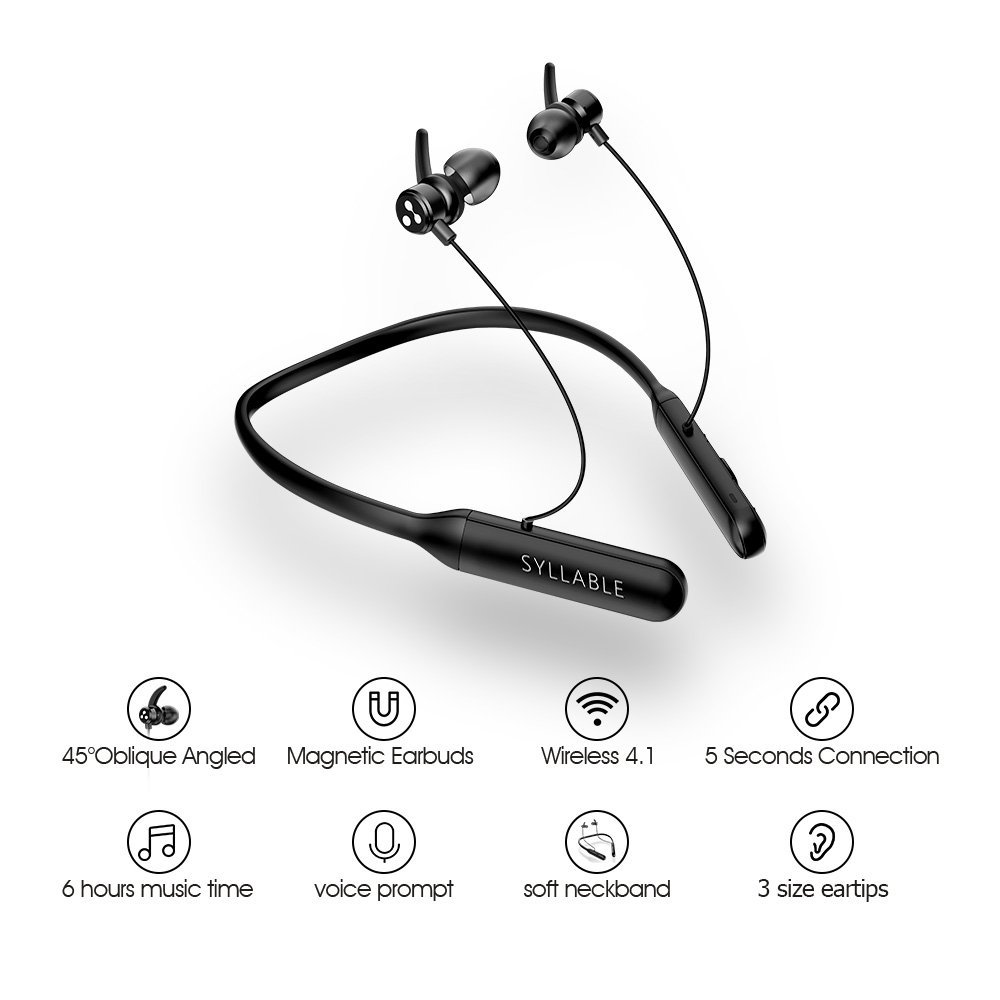 SYLLABLE
45°Oblique Angled
Magnetic Earbuds
Wireless 4.1
5 Seconds Connection
6 hours music time
voice prompt
soft neckband
3 size eartips